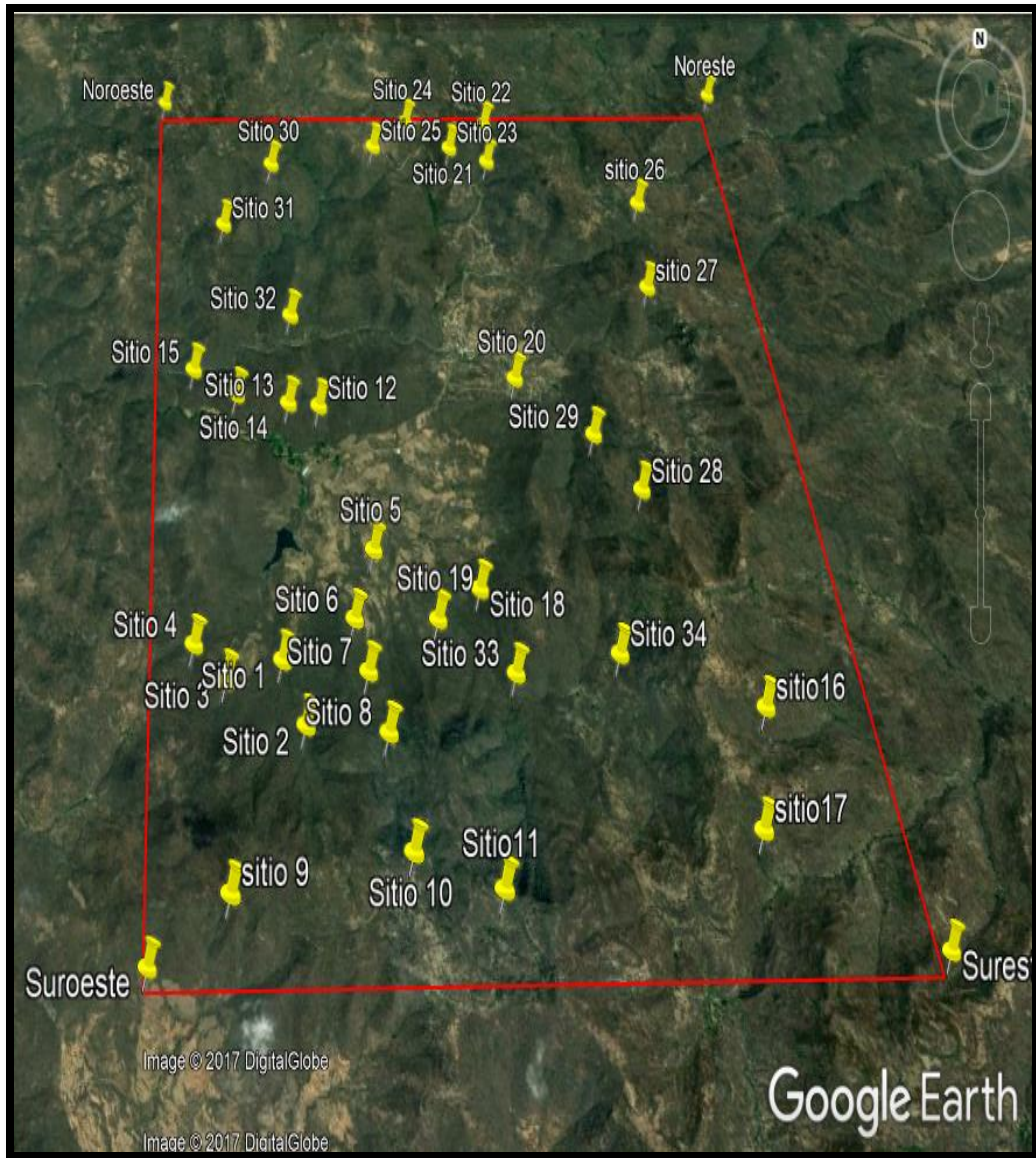 N
Noroeste
Noreste
Sitio 24
Sitio 22
Sitio 30
Sitio 25
Sitio 23
Sitio 21
sitio 26
Sitio 31
sitio 27
Sitio 32
Sitio 15
Sitio 20
Sitio 13
Sitio 12
Sitio 14
Sitio 29
Sitio 28
Sitio 5
Sitio 19
Sitio 6
Sitio 18
Sitio 4
Sitio 34
Sitio 7
Sitio 33
Sitio 1
Sitio 3
sitio16
Sitio 8
Sitio 2
sitio17
Sitio11
sitio 9
Sitio 10
Surest
Suroeste
Image © 2017 DigitalGlobe
Google Earth
Image © 2017 DigitalGlobe